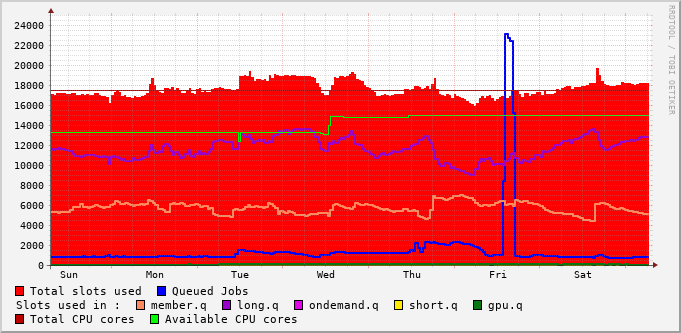 RRDTOOL / TOBI OETIKER
24000
22000
20000
18000
16000
14000
12000
10000
8000
6000
4000
2000
0
Sun Mon Tue Wed Thu Fri Sat
Total slots used Queued Jobs
Slots used in : member.q long.q ondemand.q short.q gpu.q
Total CPU cores Available CPU cores